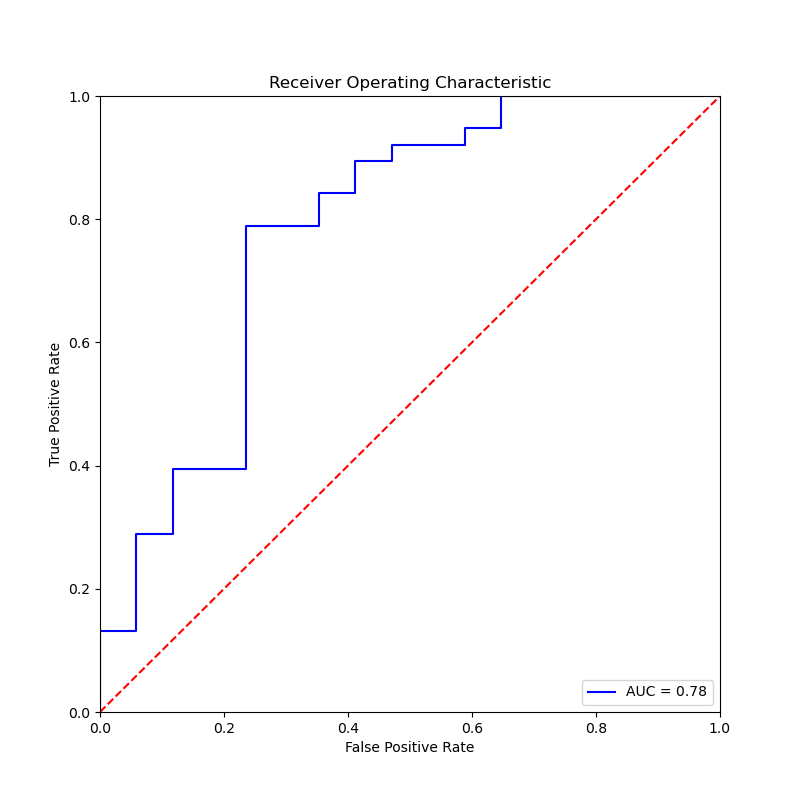 Receiver Operating Characteristic
1.0
0.8
0.6
0.4
0.2
0.0
True Positive Rate
AUC = 0.78
0.0 0.2 0.4 0.6 0.8 1.0
False Positive Rate